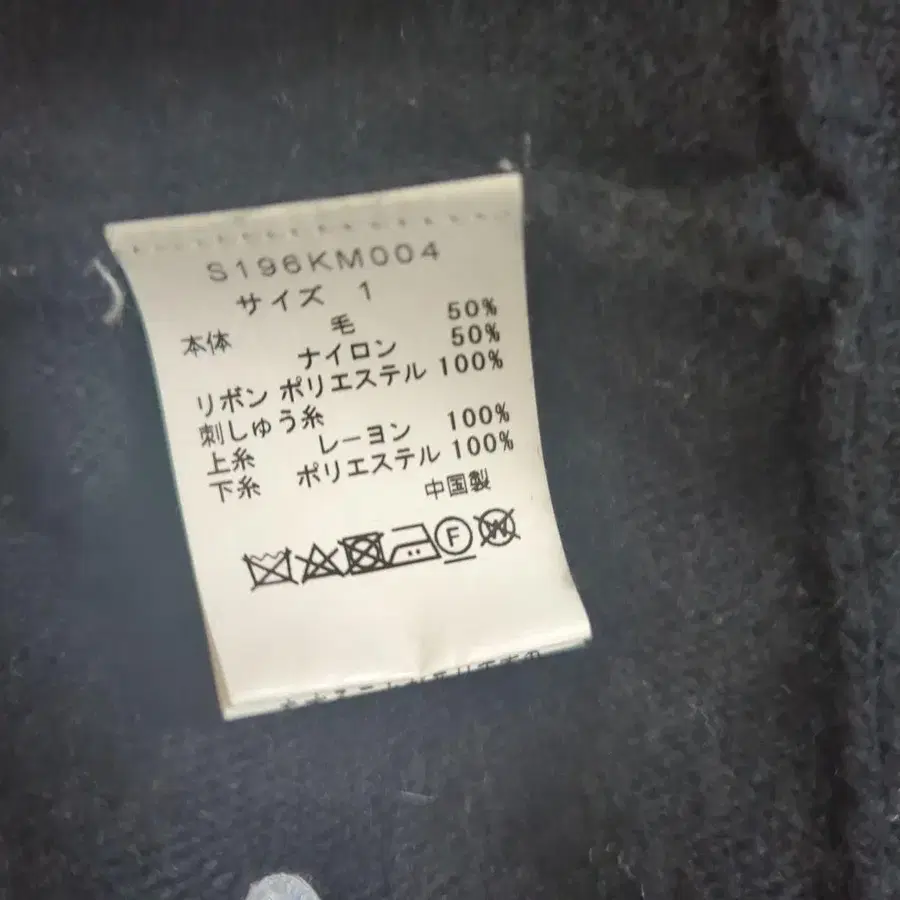 S196KM004
サイズ 1
本体 毛 50%
ナイロン 50%
リボン ポリエステル 100%
刺しゅう糸
上糸 レーヨン 100%
下糸 ポリエステル 100%
中国製
F W